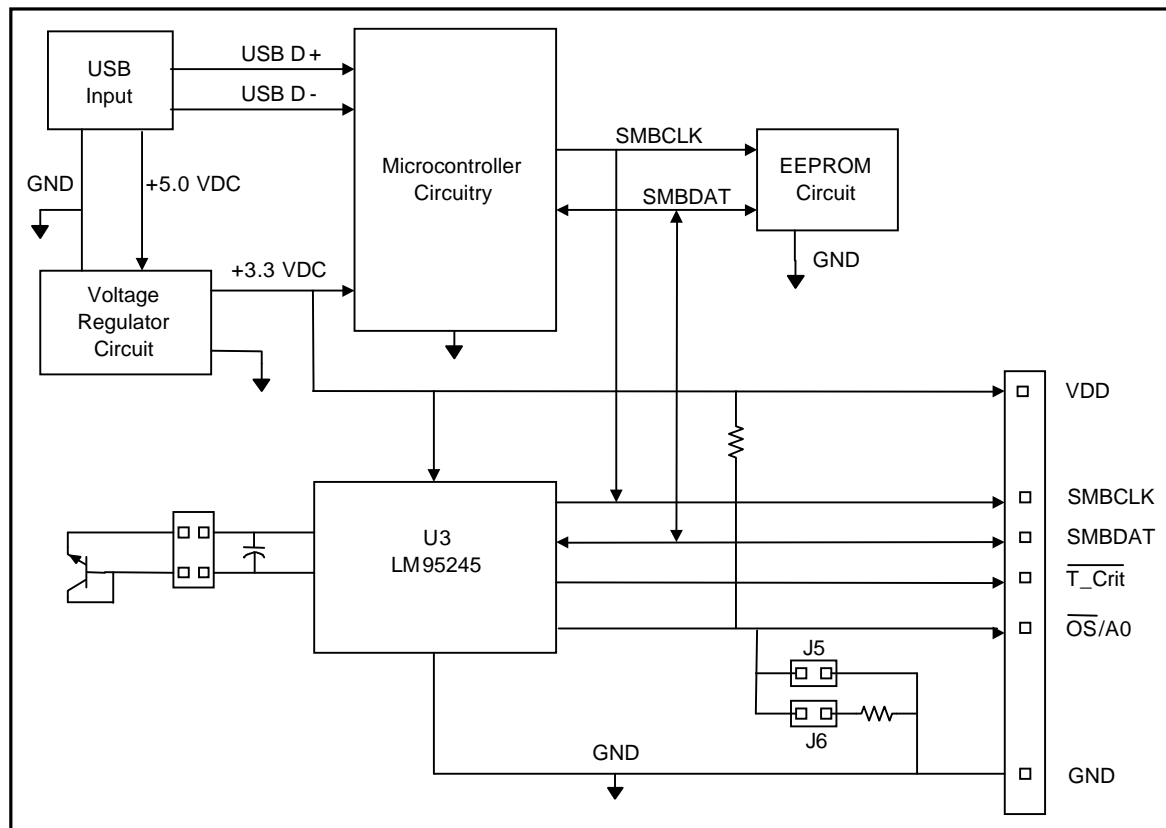 USB
Input
USB D+
USB D-
GND
+5.0 VDC
Microcontroller
Circuitry
SMBCLK
SMBDAT
EEPROM
Circuit
GND
+3.3 VDC
Voltage
Regulator
Circuit
VDD
U3
LM95245
SMBCLK
SMBDAT
T_Crit
OS/A0
J5
J6
GND
GND